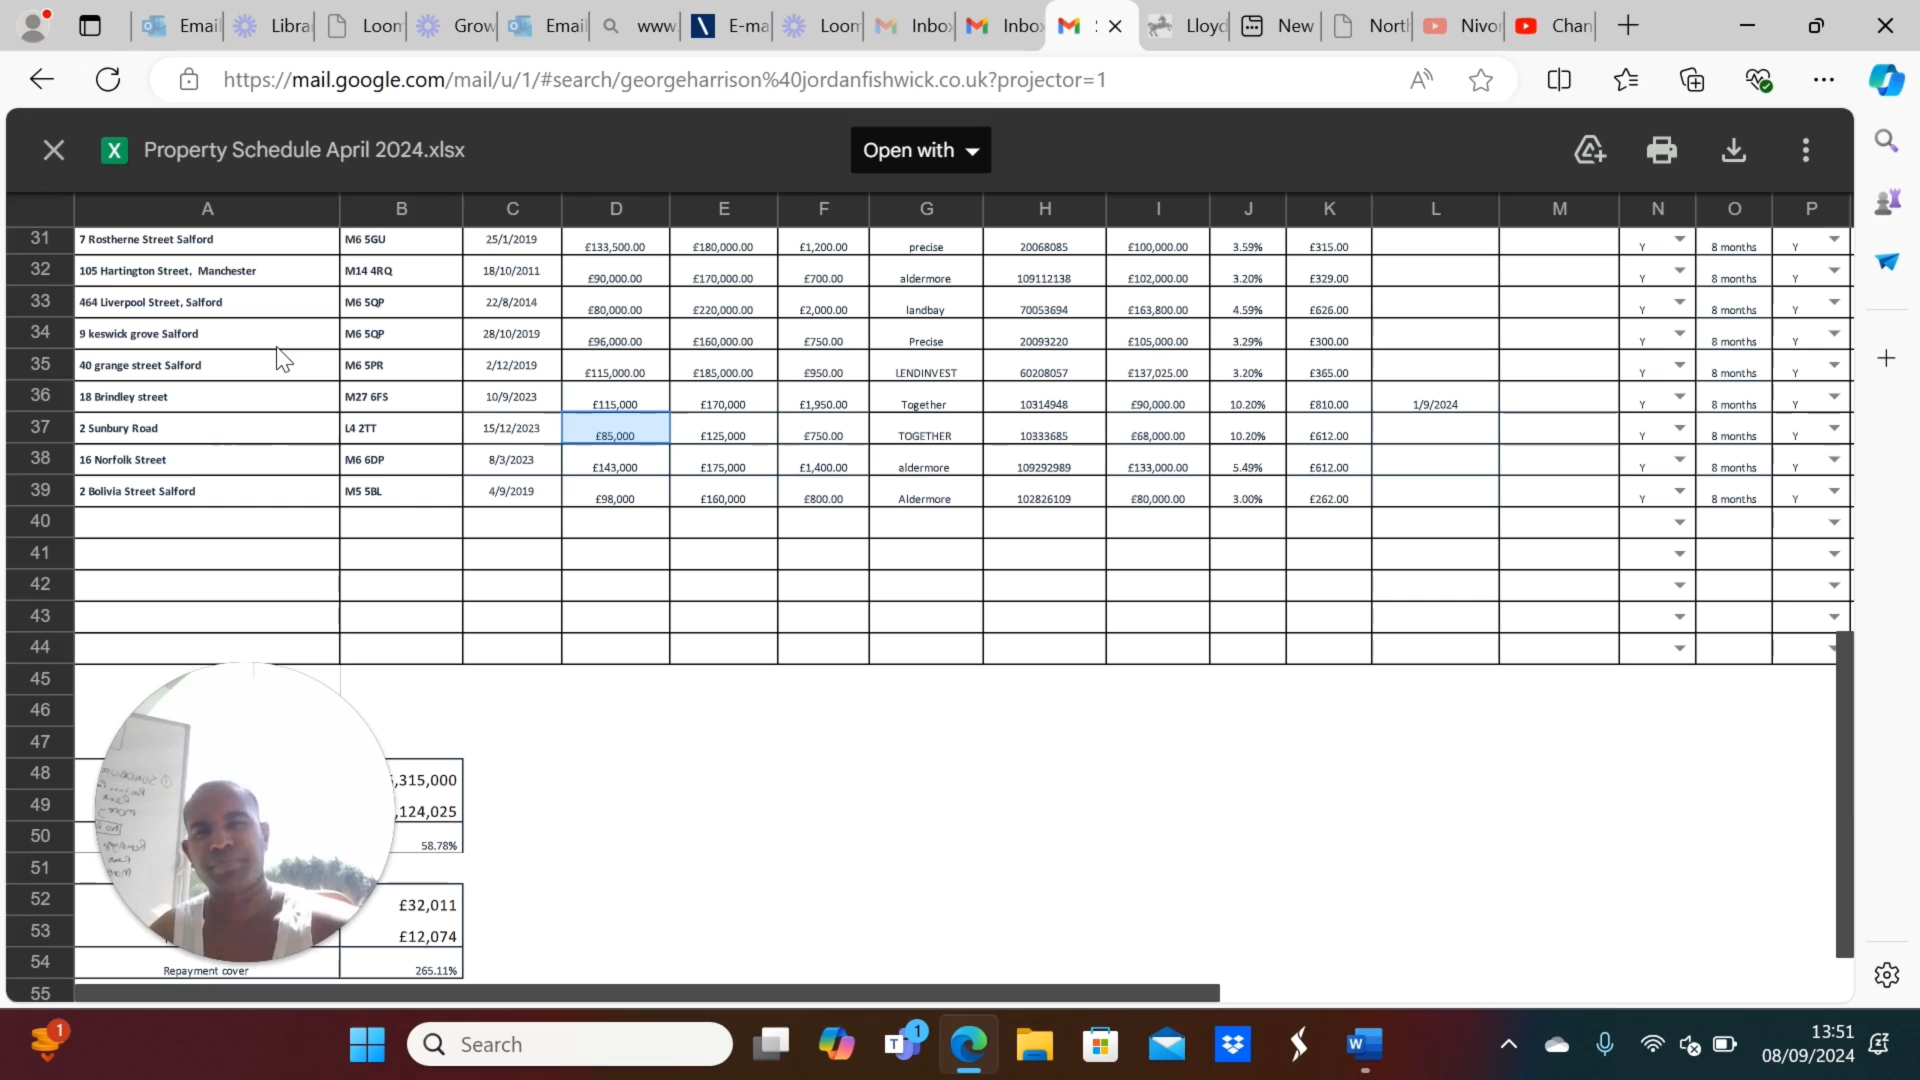 Email
Libra
Loom
Grow
Email
www.
E-ma
Loom
Inbox
Inbox
:
Lloyd
New
North
Nivor
Chan
https://mail.google.com/mail/u/1/#search/georgeharrison%40jordanfishwick.co.uk?projector=1
X Property Schedule April 2024.xlsx
Open with
A B C D E F G H I J K L M N O P
31 7 Rostherne Street Salford M6 5GU 25/1/2019 £133,500.00 £180,000.00 £1,200.00 precise 20068085 £100,000.00 3.59% £315.00 Y 8 months Y
32 105 Hartington Street, Manchester M14 4RQ 18/10/2011 £90,000.00 £170,000.00 £700.00 aldermore 109112138 £102,000.00 3.20% £329.00 Y 8 months Y
33 464 Liverpool Street, Salford M6 5QP 22/8/2014 £80,000.00 £220,000.00 £2,000.00 landbay 70053694 £163,800.00 4.59% £626.00 Y 8 months Y
34 9 keswick grove Salford M6 5QP 28/10/2019 £96,000.00 £160,000.00 £750.00 Precise 20093220 £105,000.00 3.29% £300.00 Y 8 months Y
35 40 grange street Salford M6 5PR 2/12/2019 £115,000.00 £185,000.00 £950.00 LENDINVEST 60208057 £137,025.00 3.20% £365.00 Y 8 months Y
36 18 Brindley street M27 6FS 10/9/2023 £115,000 £170,000 £1,950.00 Together 10314948 £90,000.00 10.20% £810.00 1/9/2024 Y 8 months Y
37 2 Sunbury Road L4 2TT 15/12/2023 £85,000 £125,000 £750.00 TOGETHER 10333685 £68,000.00 10.20% £612.00 Y 8 months Y
38 16 Norfolk Street M6 6DP 8/3/2023 £143,000 £175,000 £1,400.00 aldermore 109292989 £133,000.00 5.49% £612.00 Y 8 months Y
39 2 Bolivia Street Salford M5 5BL 4/9/2019 £98,000 £160,000 £800.00 Aldermore 102826109 £80,000.00 3.00% £262.00 Y 8 months Y
40
41
42
43
44
45
46
47
48 ,315,000
49 ,124,025
50 58.78%
51
52 £32,011
53 £12,074
54 Repayment cover 265.11%
55
1
Search
1
T
W
13:51
08/09/2024